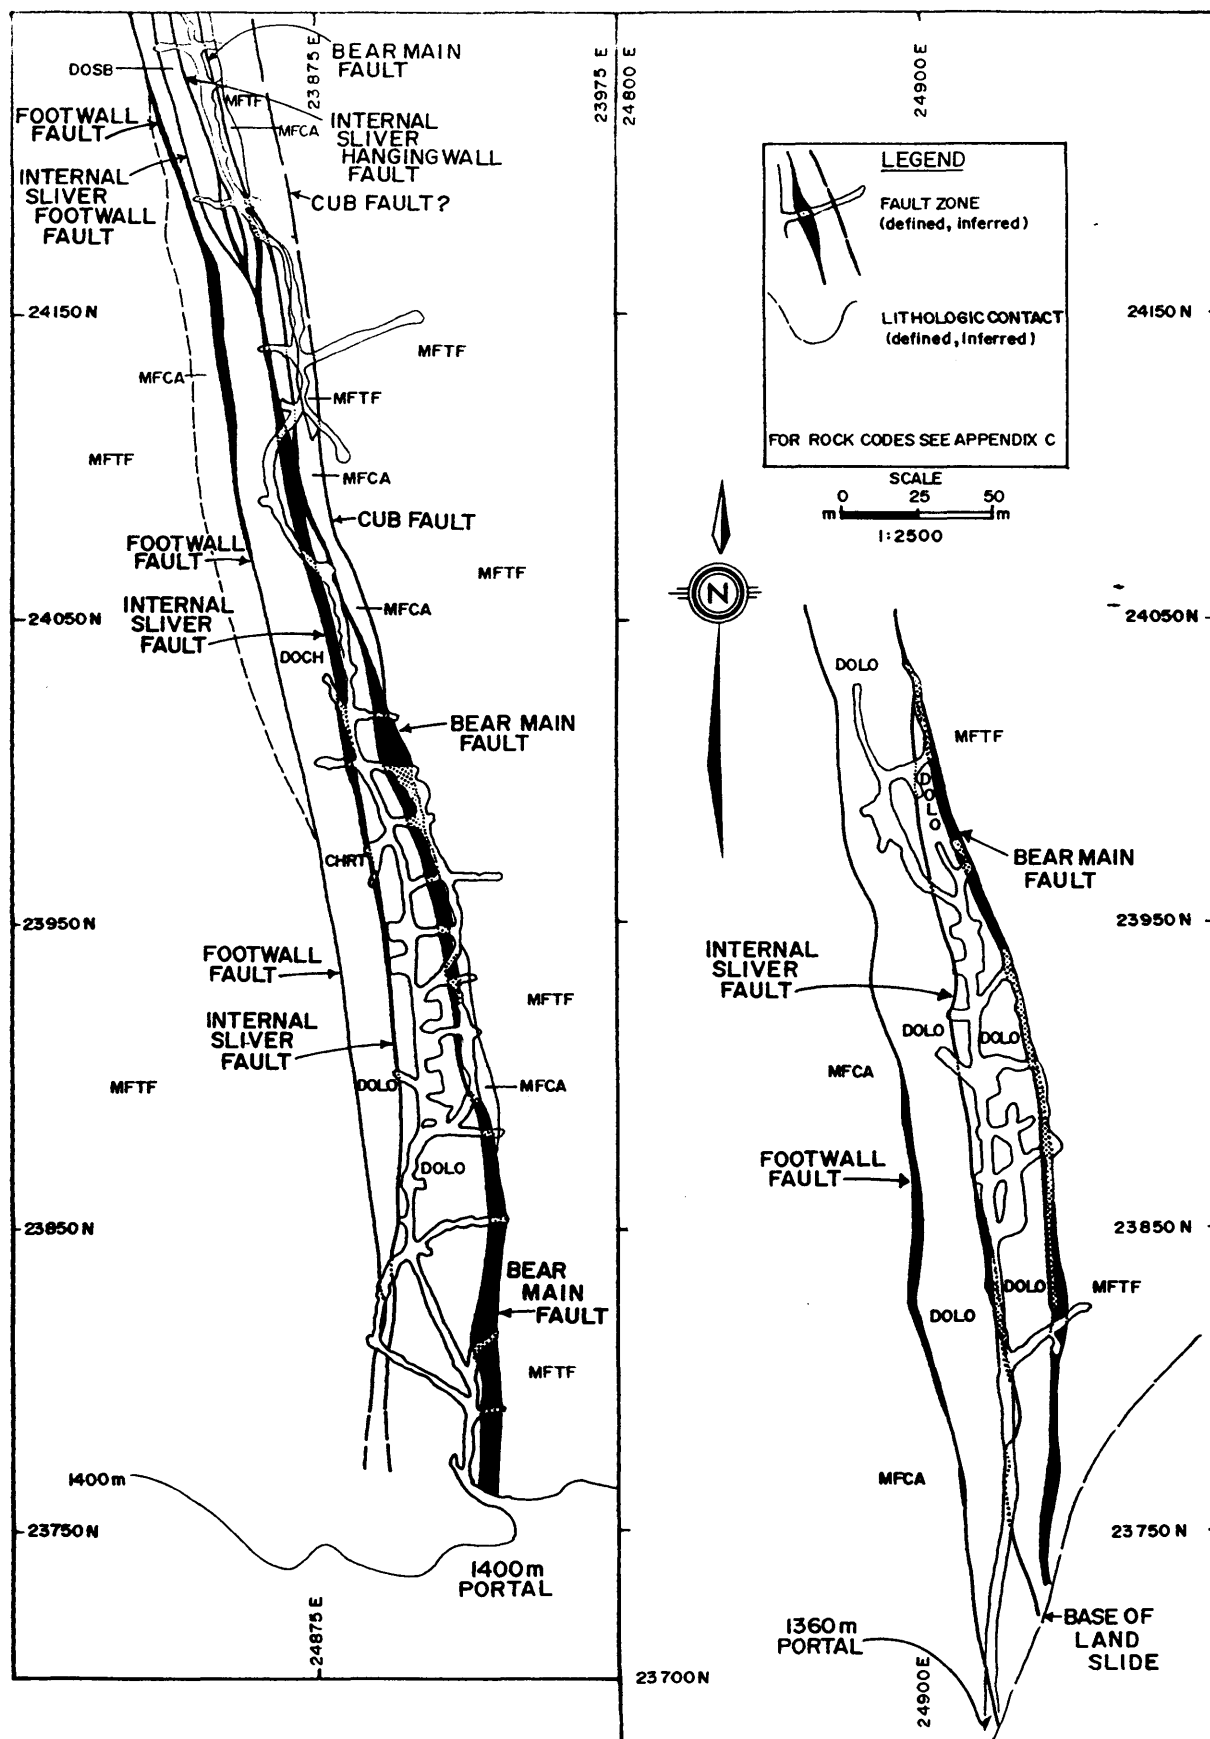 23875 E
23975 E
24800 E
24900 E
BEAR MAIN
FAULT
DOSB
MFTF
FOOTWALL
FAULT
INTERNAL
SLIVER
HANGINGWALL
FAULT
MFCA
INTERNAL
SLIVER
FOOTWALL
FAULT
CUB FAULT?
LEGEND
FAULT ZONE
(defined, inferred)
LITHOLOGIC CONTACT
(defined, inferred)
FOR ROCK CODES SEE APPENDIX C
SCALE
0 25 50
m m
1:2500
N
24150 N
24150 N
MFTF
MFCA
MFTF
MFTF
MFCA
CUB FAULT
FOOTWALL
FAULT
MFTF
INTERNAL
SLIVER
FAULT
MFCA
24050 N
24050 N
DOCH
BEAR MAIN
FAULT
CHRT
23950 N
FOOTWALL
FAULT
MFTF
INTERNAL
SLIVER
FAULT
MFTF
DOLO
MFCA
DOLO
23850 N
BEAR
MAIN
FAULT
MFTF
1400m
23750 N
1400m
PORTAL
24875 E
DOLO
MFTF
DOLO
BEAR MAIN
FAULT
23950 N
INTERNAL
SLIVER
FAULT
DOLO
DOLO
MFCA
FOOTWALL
FAULT
23850 N
DOLO
MFTF
DOLO
MFCA
23750 N
1360m
PORTAL
BASE OF
LAND
SLIDE
23700 N
24900 E